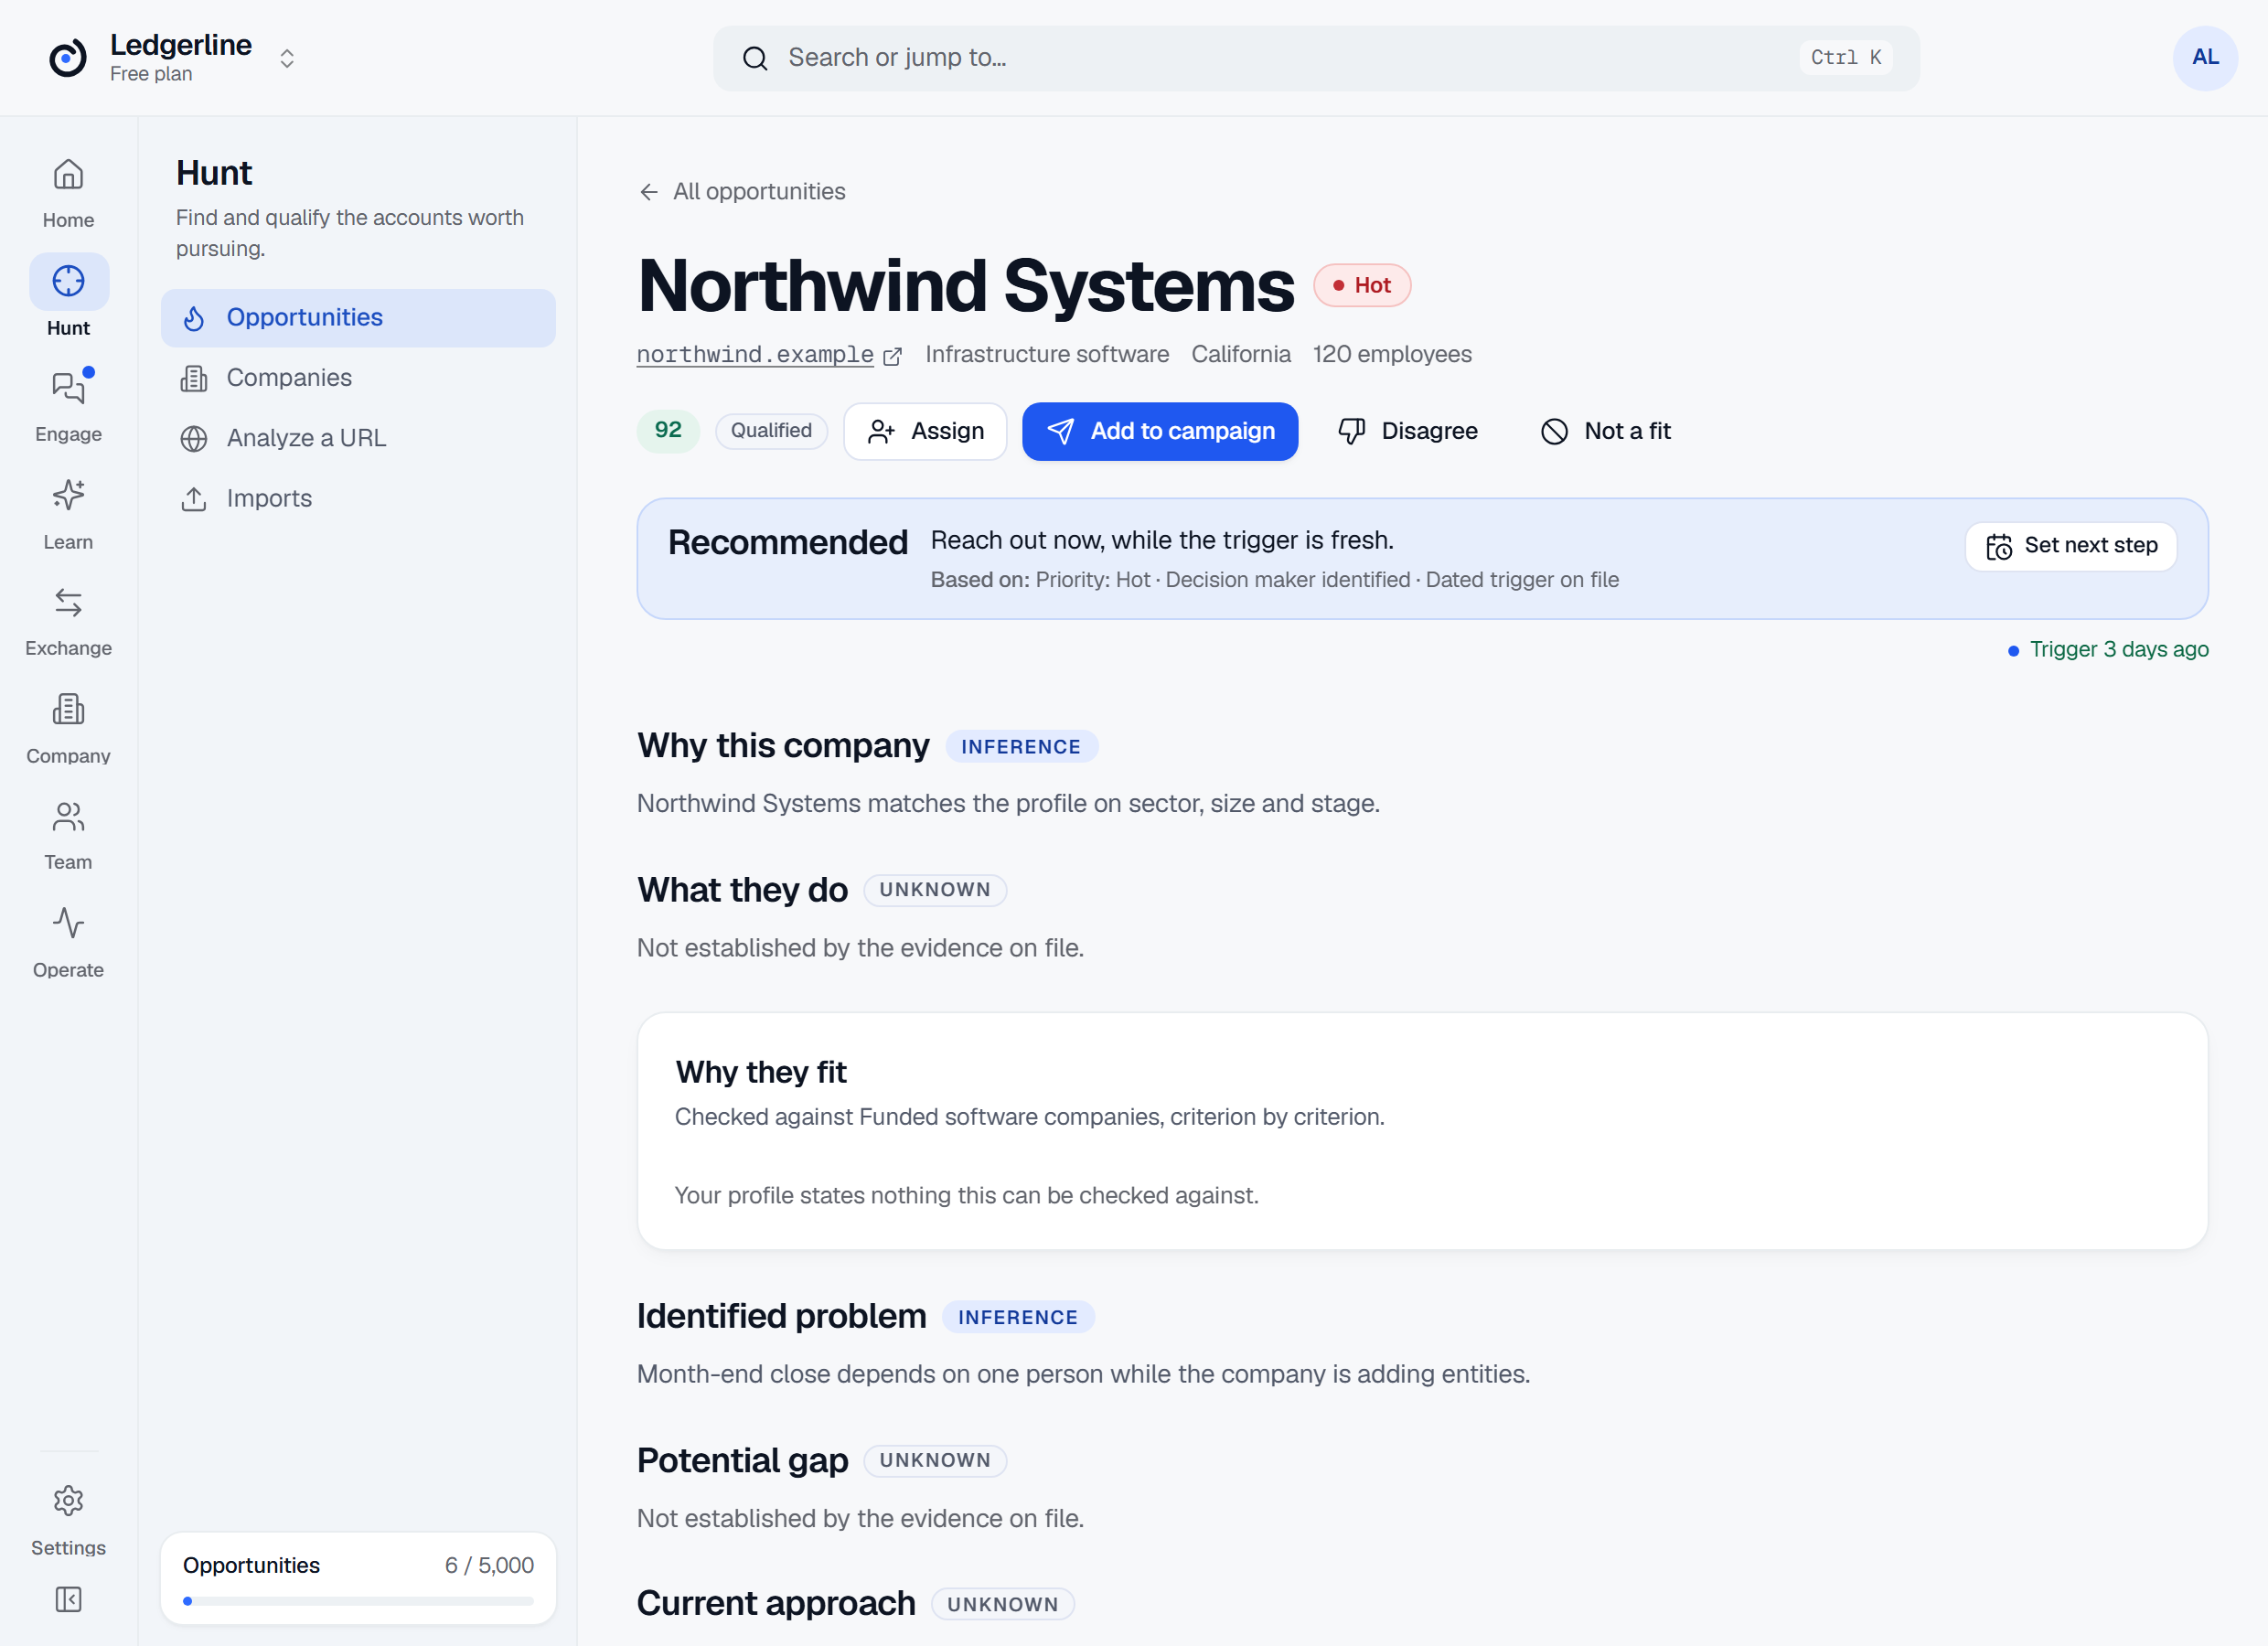 Ledgerline
Free plan
Search or jump to...
Ctrl K
AL
Home
Hunt
Engage
Learn
Exchange
Company
Team
Operate
Settings
Hunt
Find and qualify the accounts worth
pursuing.
Opportunities
Companies
Analyze a URL
Imports
Opportunities 6 / 5,000
All opportunities
Northwind Systems Hot
northwind.example Infrastructure software California 120 employees
92 Qualified Assign Add to campaign Disagree Not a fit
Recommended Reach out now, while the trigger is fresh. Set next step
Based on: Priority: Hot · Decision maker identified · Dated trigger on file
Trigger 3 days ago
Why this company INFERENCE
Northwind Systems matches the profile on sector, size and stage.
What they do UNKNOWN
Not established by the evidence on file.
Why they fit
Checked against Funded software companies, criterion by criterion.
Your profile states nothing this can be checked against.
Identified problem INFERENCE
Month-end close depends on one person while the company is adding entities.
Potential gap UNKNOWN
Not established by the evidence on file.
Current approach UNKNOWN